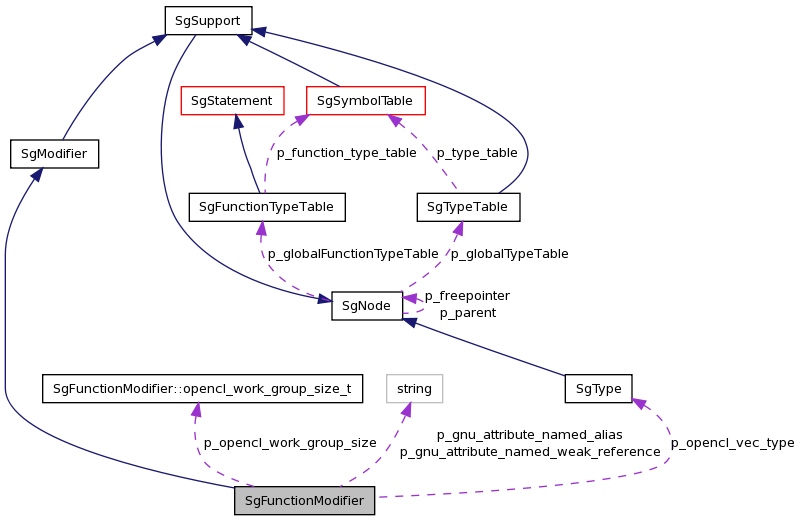 SgSupport
SgStatement
SgSymbolTable
SgModifier
p_function_type_table
p_type_table
SgFunctionTypeTable
SgTypeTable
p_globalFunctionTypeTable
p_globalTypeTable
SgNode
p_freepointer
p_parent
SgFunctionModifier::opencl_work_group_size_t
string
SgType
p_opencl_work_group_size
p_gnu_attribute_named_alias
p_gnu_attribute_named_weak_reference
p_opencl_vec_type
SgFunctionModifier